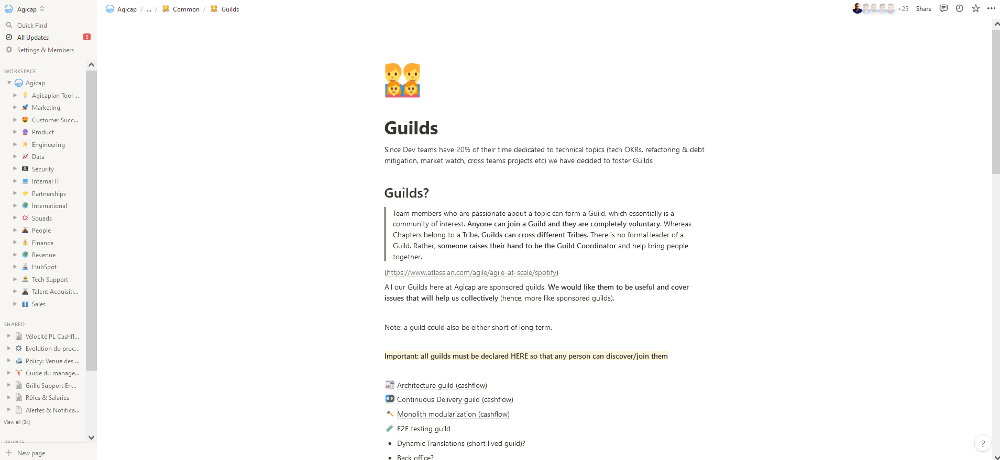 Agicap
Quick Find
All Updates 5
Settings & Members
WORKSPACE
Agicap
Agicapian Tool ...
Marketing
Customer Succ...
Product
Engineering
Data
Security
Internal IT
Partnerships
International
Squads
People
Finance
Revenue
HubSpot
Tech Support
Talent Acquisiti...
Sales
SHARED
Vélocité PL Cashfl...
Evolution du proc...
Policy: Venue des ...
Guide du manage...
Grille Support En...
Rôles & Salaries
Alertes & Notifica...
View all (34)
PRIVATE
New page
Agicap / ... / Common / Guilds
+25 Share
Guilds
Since Dev teams have 20% of their time dedicated to technical topics (tech OKRs, refactoring & debt
mitigation, market watch, cross teams projects etc) we have decided to foster Guilds
Guilds?
Team members who are passionate about a topic can form a Guild, which essentially is a
community of interest. Anyone can join a Guild and they are completely voluntary. Whereas
Chapters belong to a Tribe, Guilds can cross different Tribes. There is no formal leader of a
Guild. Rather, someone raises their hand to be the Guild Coordinator and help bring people
together.
(https://www.atlassian.com/agile/agile-at-scale/spotify)
All our Guilds here at Agicap are sponsored guilds. We would like them to be useful and cover
issues that will help us collectively (hence, more like sponsored guilds).
Note: a guild could also be either short of long term.
Important: all guilds must be declared HERE so that any person can discover/join them
Architecture guild (cashflow)
Continuous Delivery guild (cashflow)
Monolith modularization (cashflow)
E2E testing guild
• Dynamic Translations (short lived guild)?
• Back office?
?